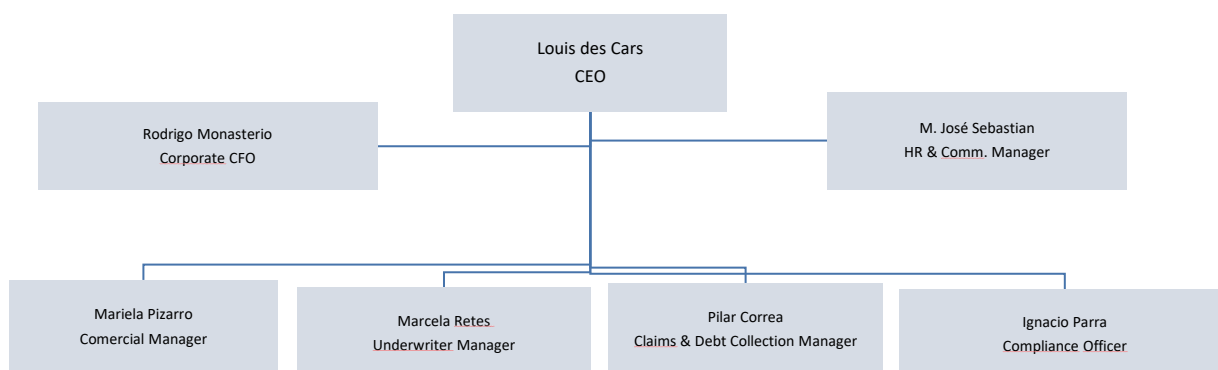 Louis des Cars
CEO
Rodrigo Monasterio
Corporate CFO
M. José Sebastian
HR & Comm. Manager
Mariela Pizarro
Comercial Manager
Marcela Retes
Underwriter Manager
Pilar Correa
Claims & Debt Collection Manager
Ignacio Parra
Compliance Officer